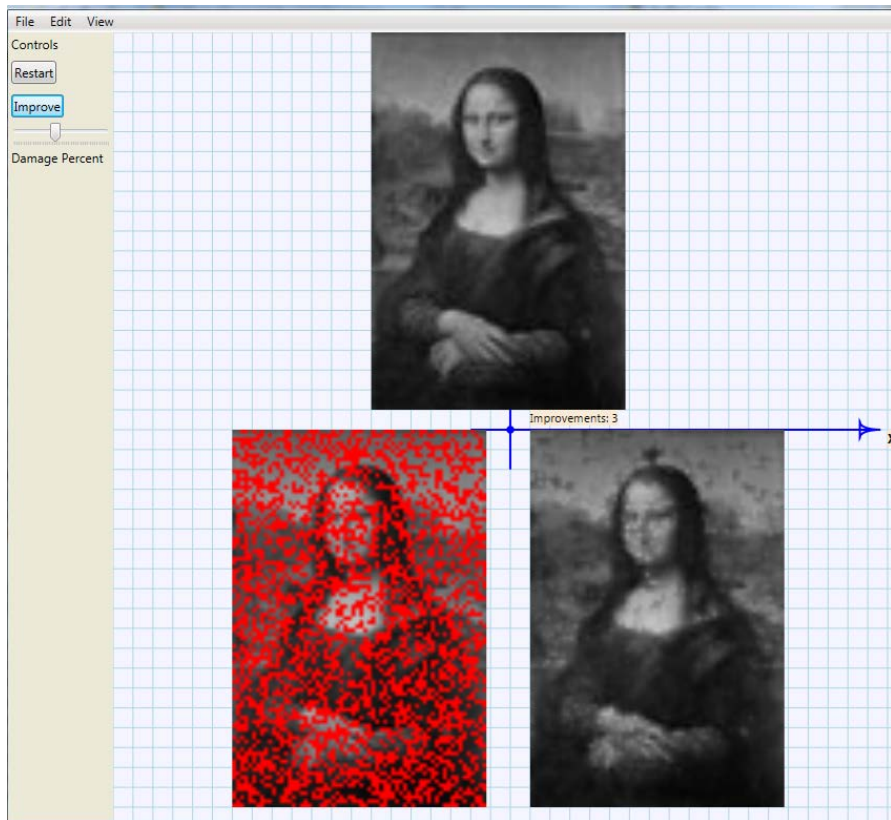 File Edit View
Controls
Restart
Improve
Damage Percent
Improvements: 3